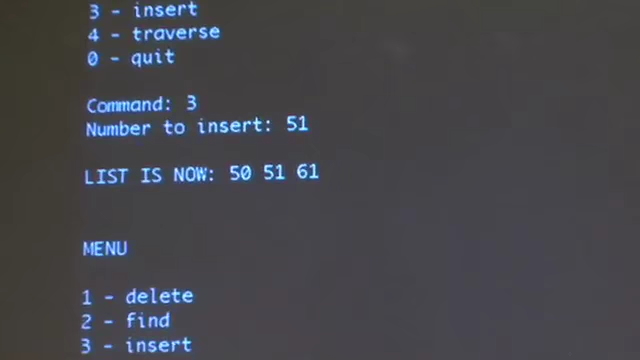 3 - insert
4 - traverse
0 - quit
Command: 3
Number to insert: 51
LIST IS NOW: 50 51 61
MENU
1 - delete
2 - find
3 - insert